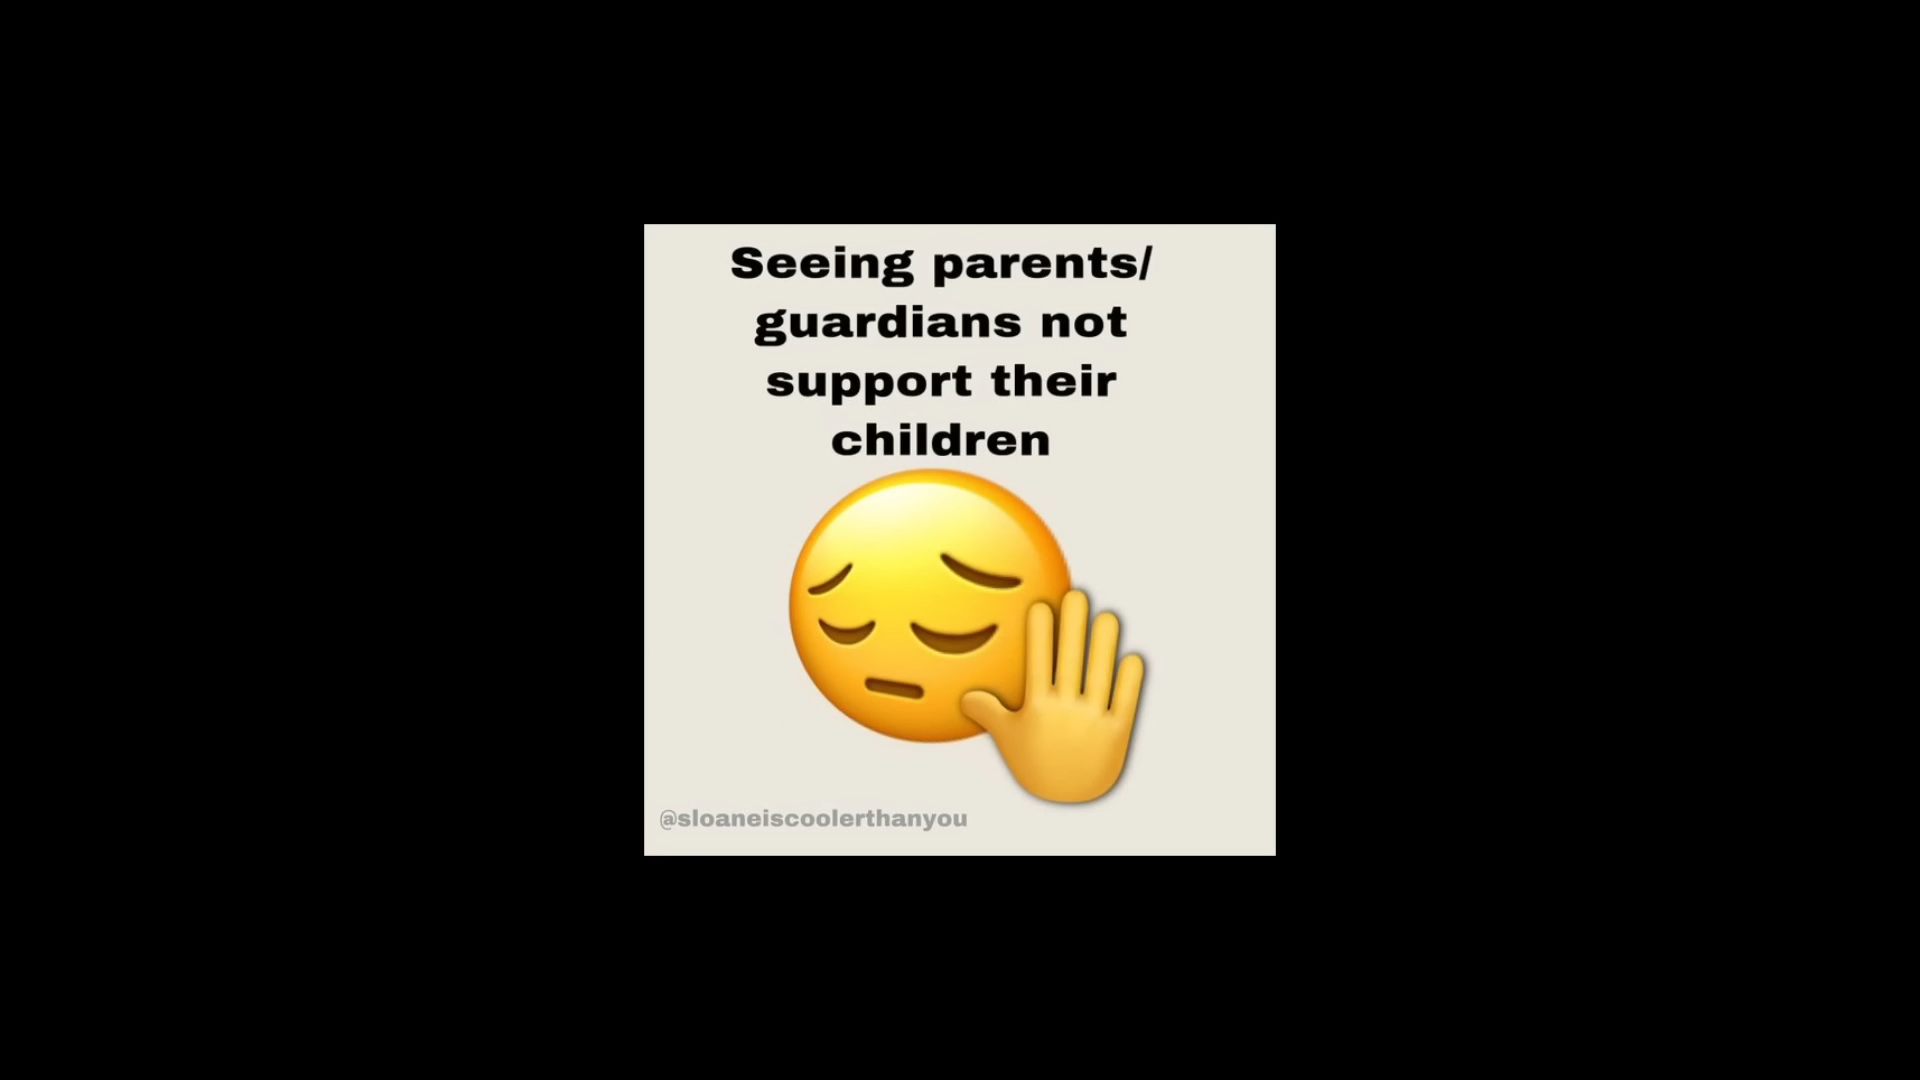 Seeing parents/
guardians not
support their
children
@sloaneiscoolerthanyou